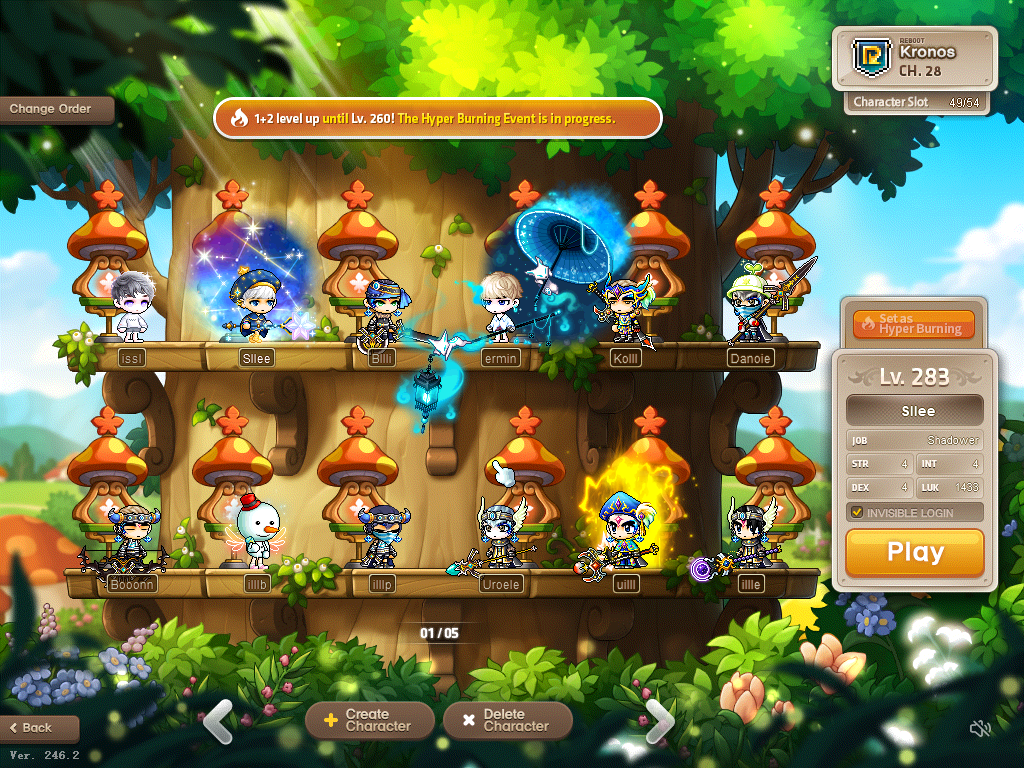 REBOOT
Kronos
CH. 28
Character Slot 49/54
Change Order
1+2 level up until Lv. 260! The Hyper Burning Event is in progress.
issl
Sllee
Billi
ermin
Kolll
Danoie
Set as
Hyper Burning
Lv. 283
Sllee
JOB Shadower
STR 4 INT 4
DEX 4 LUK 1433
INVISIBLE LOGIN
Play
Booonn
illlb
illlp
Uroele
uilll
illle
01 / 05
Create
Character
Delete
Character
Back
Ver. 246.2